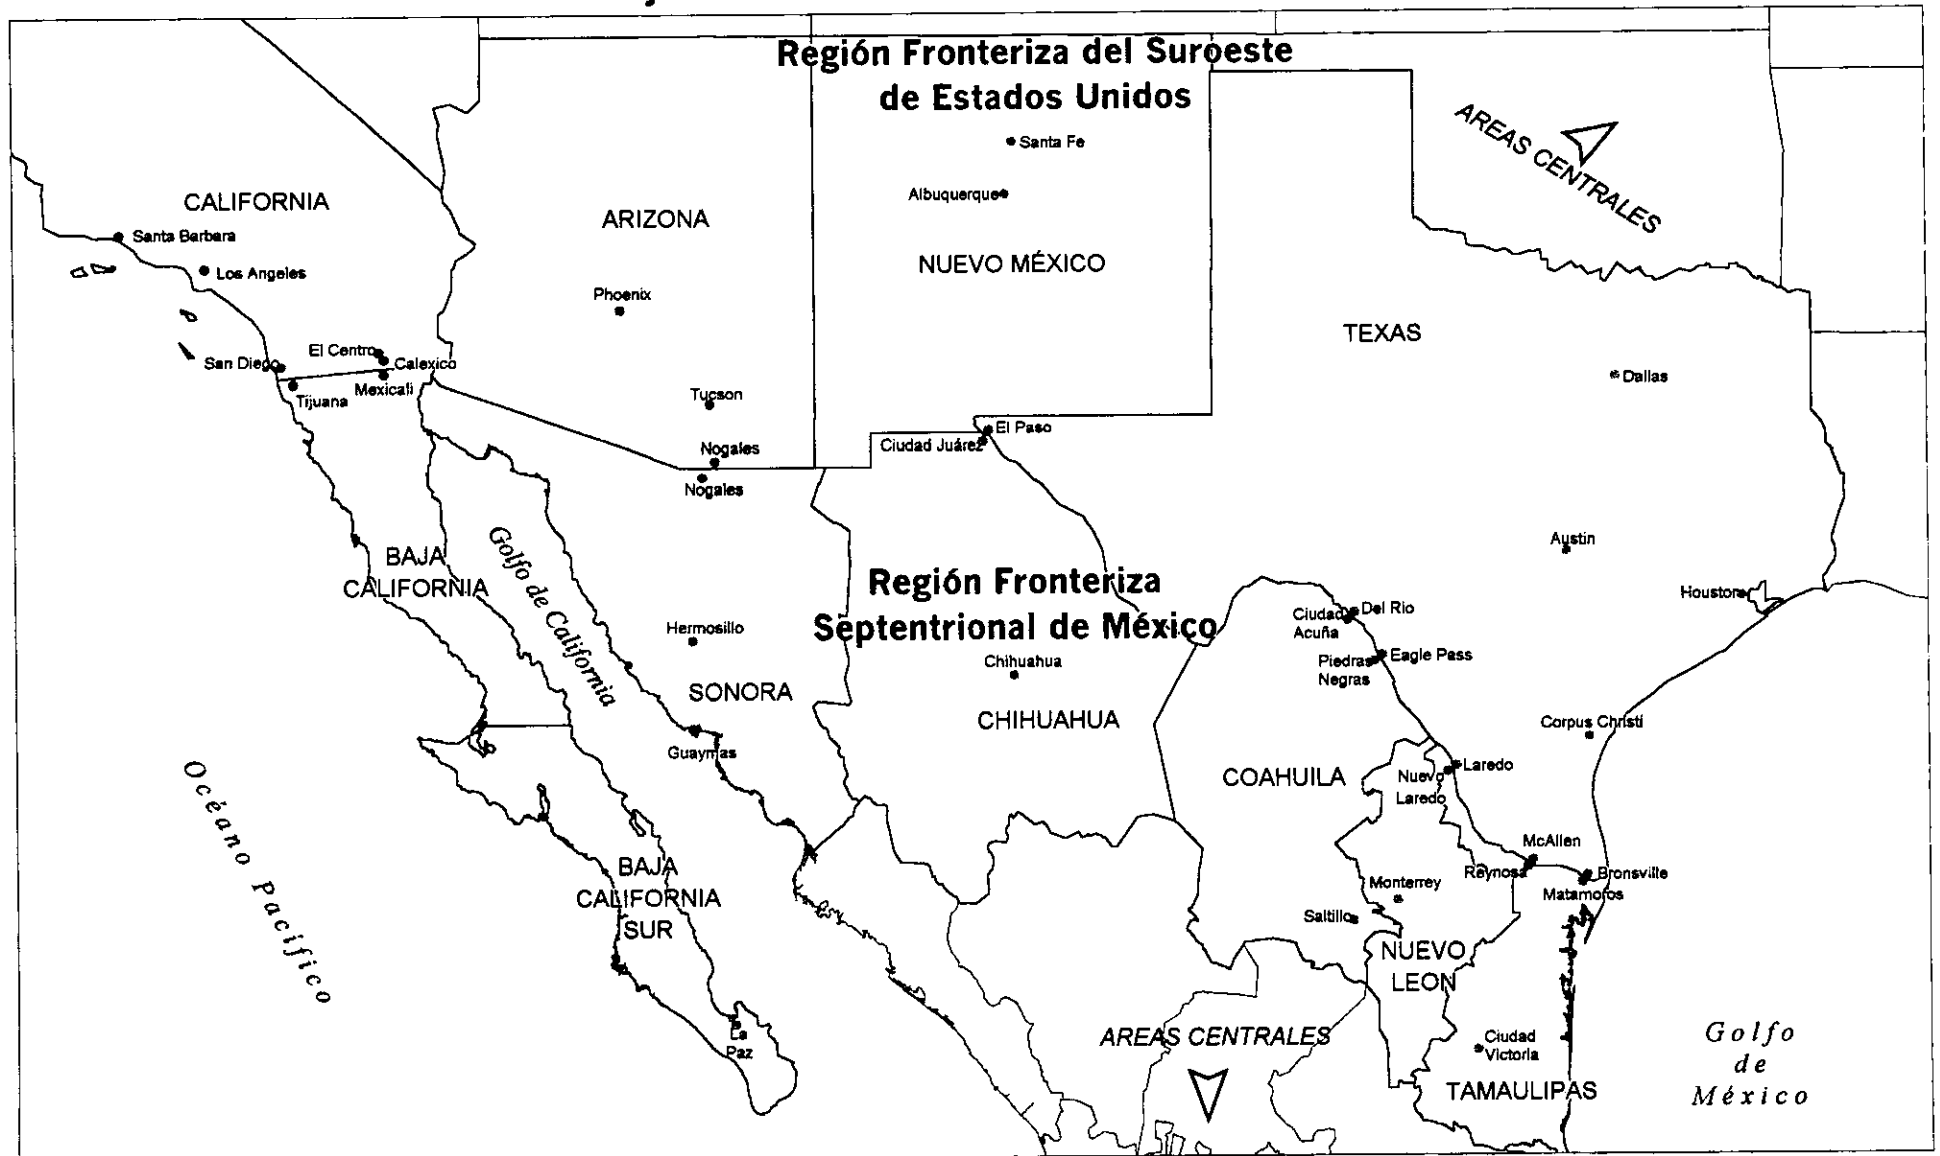 Región Fronteriza del Suroeste
de Estados Unidos
AREAS CENTRALES
Santa Fe
Albuquerque
CALIFORNIA
ARIZONA
NUEVO MÉXICO
Santa Barbara
Los Angeles
Phoenix
TEXAS
San Diego
El Centro
Calexico
Mexicali
Tijuana
Dallas
Tucson
Nogales
Nogales
El Paso
Ciudad Juárez
Austin
Houston
BAJA
CALIFORNIA
Golfo de California
Región Fronteriza
Septentrional de México
Hermosillo
Chihuahua
Ciudad
Acuña
Del Rio
Piedras
Negras
Eagle Pass
SONORA
CHIHUAHUA
Guaymas
Corpus Christi
COAHUILA
Nuevo
Laredo
Laredo
Océano Pacifico
BAJA
CALIFORNIA
SUR
McAllen
Reynosa
Bronsville
Matamoros
Monterrey
Saltillo
NUEVO
LEON
La
Paz
AREAS CENTRALES
Ciudad
Victoria
TAMAULIPAS
Golfo
de
México